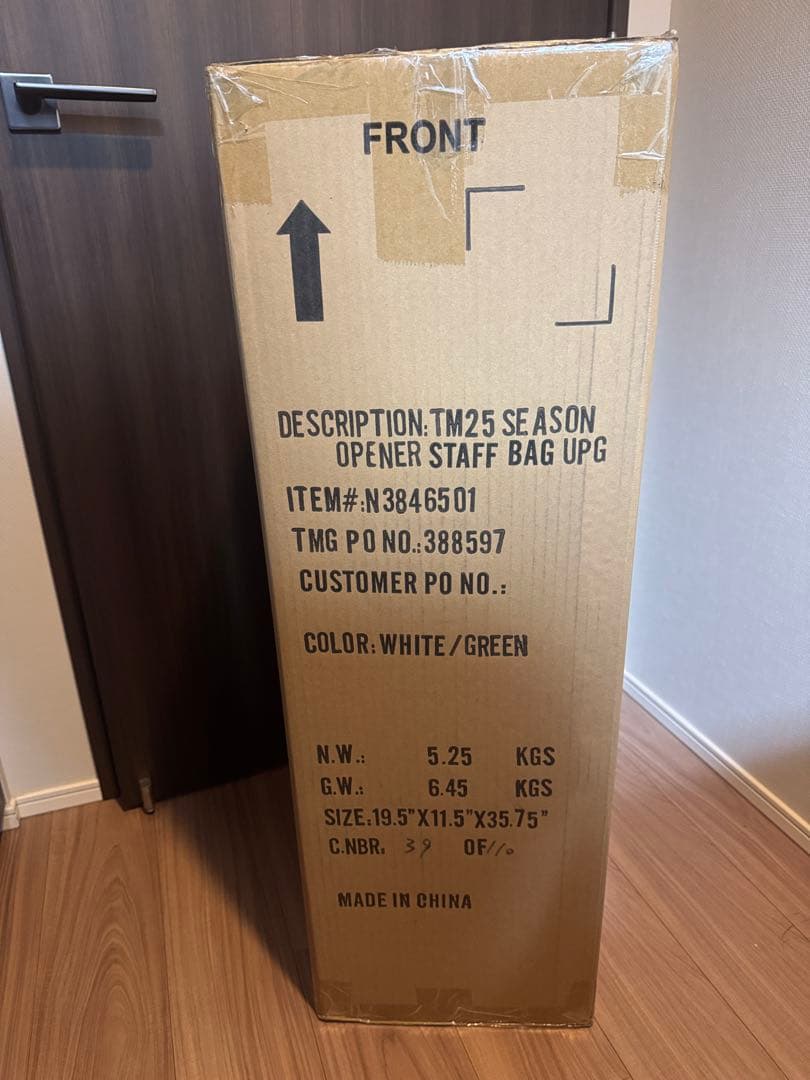 FRONT
DESCRIPTION:TM25 SEASON
OPENER STAFF BAG UPG
ITEM#:N3846501
TMG PO NO.:388597
CUSTOMER PO NO.:
COLOR:WHITE/GREEN
N.W.: 5.25 KGS
G.W.: 6.45 KGS
SIZE:19.5"X11.5"X35.75"
C.NBR: 39 OF 110
MADE IN CHINA